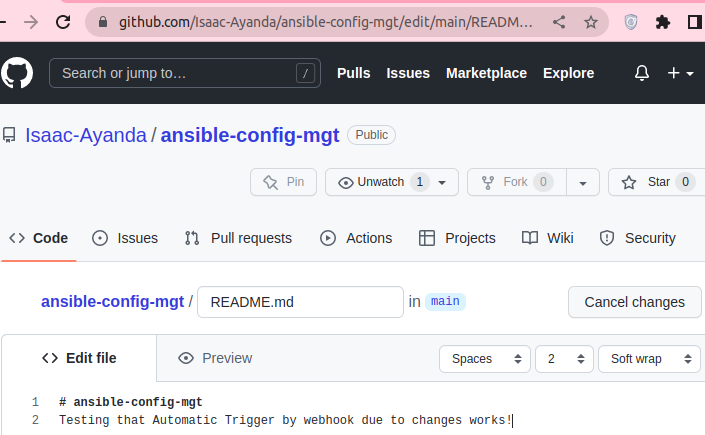 github.com/Isaac-Ayanda/ansible-config-mgt/edit/main/READM...
Search or jump to... /
Pulls Issues Marketplace Explore
Isaac-Ayanda / ansible-config-mgt Public
Pin Unwatch 1 Fork 0 Star 0
Code Issues Pull requests Actions Projects Wiki Security
ansible-config-mgt / README.md in main Cancel changes
Edit file Preview Spaces 2 Soft wrap
1 # ansible-config-mgt
2 Testing that Automatic Trigger by webhook due to changes works!